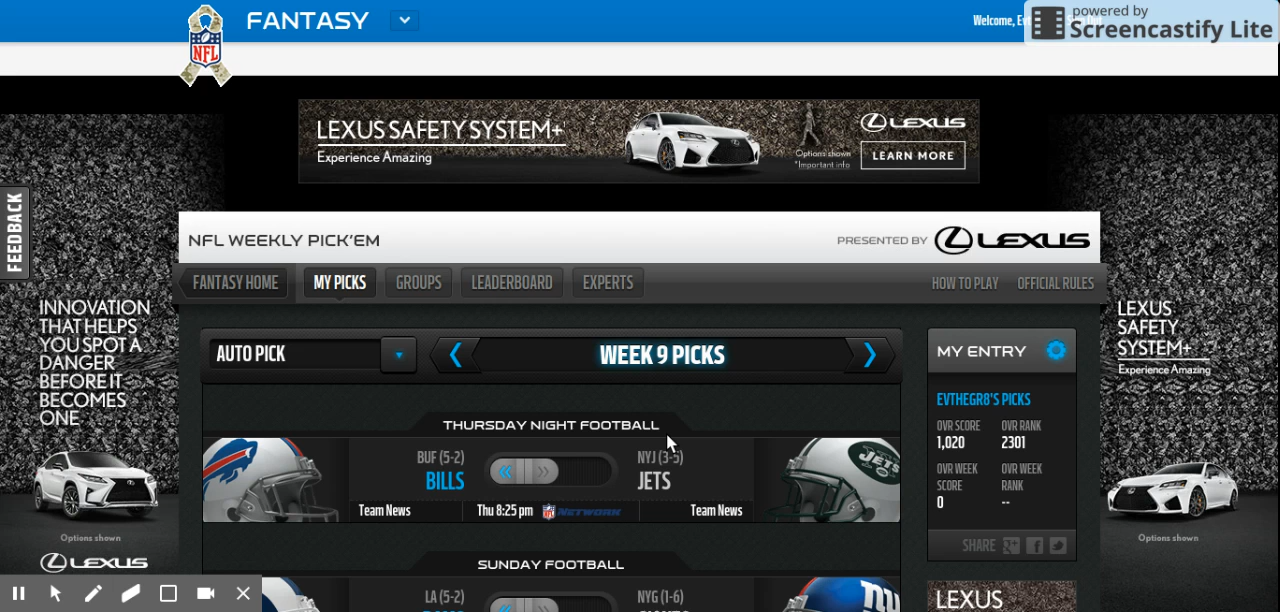 FANTASY
Welcome,
powered by
Screencastify Lite
NFL
LEXUS SAFETY SYSTEM+
Experience Amazing
Options shown
*Important info
LEXUS
LEARN MORE
FEEDBACK
NFL WEEKLY PICK'EM
PRESENTED BY LEXUS
FANTASY HOME
MY PICKS
GROUPS
LEADERBOARD
EXPERTS
HOW TO PLAY
OFFICIAL RULES
INNOVATION
THAT HELPS
YOU SPOT A
DANGER
BEFORE IT
BECOMES
ONE
Options shown
LEXUS
AUTO PICK
WEEK 9 PICKS
THURSDAY NIGHT FOOTBALL
BUF (5-2)
BILLS
NYJ (3-5)
JETS
JETS
Team News
Thu 8:25 pm NFL NETWORK
Team News
SUNDAY FOOTBALL
LA (5-2)
NYG (1-6)
ny
MY ENTRY
EVTHEGR8'S PICKS
OVR SCORE
1,020
OVR RANK
2301
OVR WEEK
SCORE
0
OVR WEEK
RANK
--
SHARE
LEXUS
LEXUS
SAFETY
SYSTEM+
Experience Amazing
Options shown